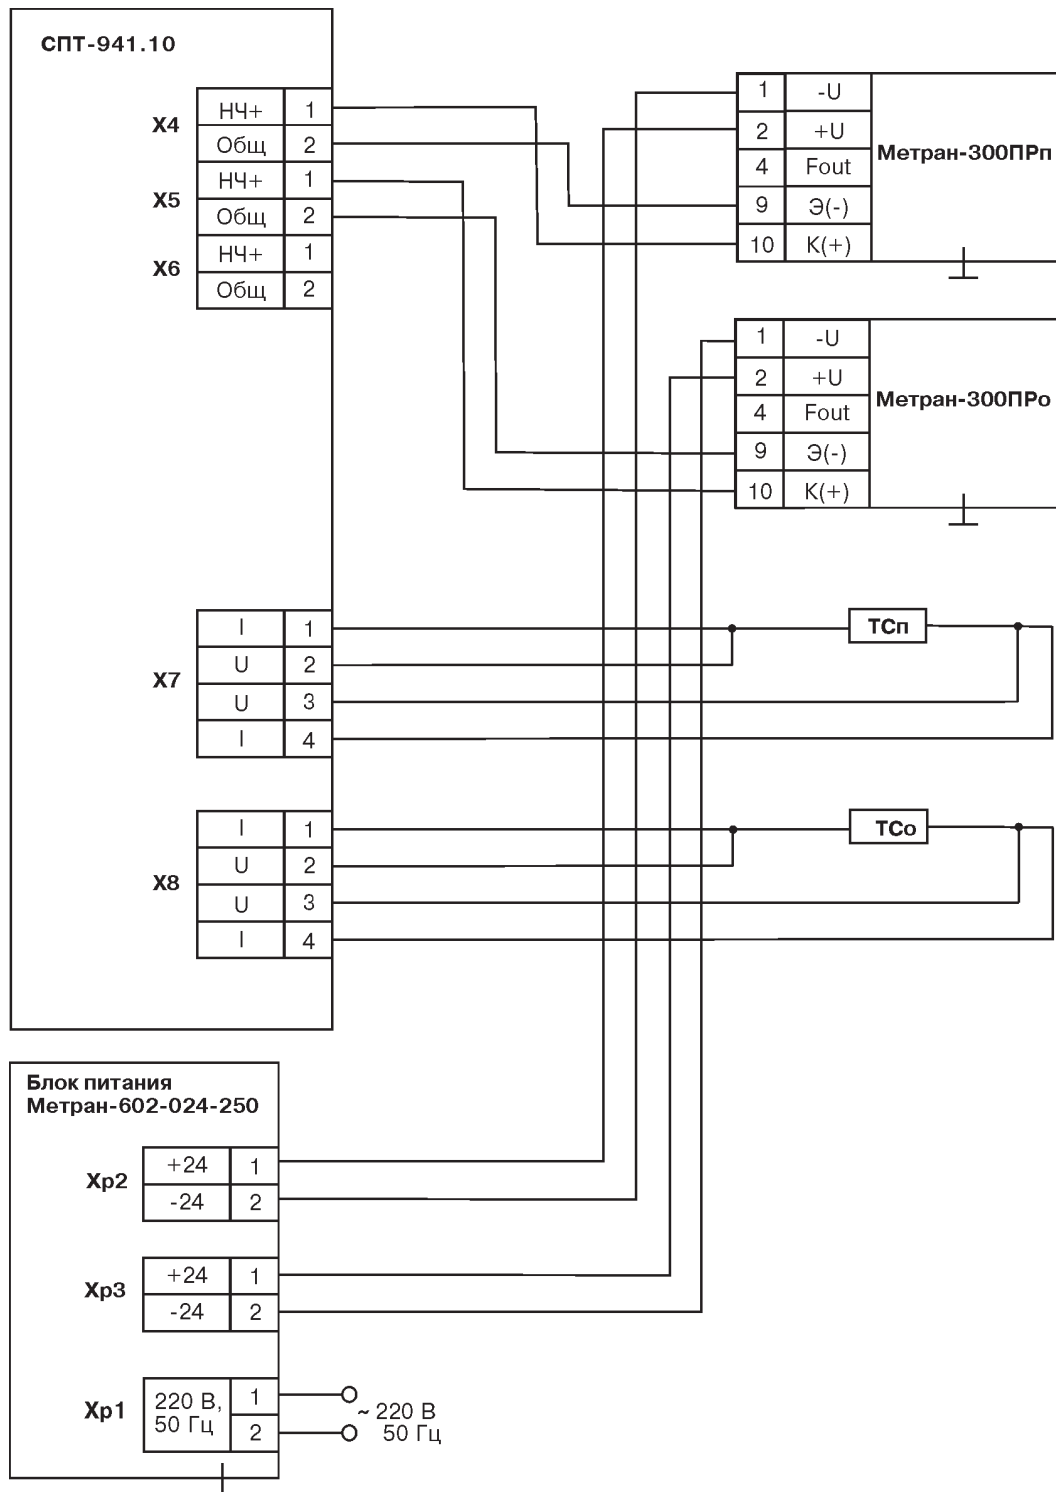 СПТ-941.10
X4
НЧ+ 1
Общ 2
X5
НЧ+ 1
Общ 2
X6
НЧ+ 1
Общ 2
1 -U
2 +U
4 Fout
9 Э(-)
10 К(+)
Метран-300ПРп
1 -U
2 +U
4 Fout
9 Э(-)
10 К(+)
Метран-300ПРо
X7
I 1
U 2
U 3
I 4
ТСп
X8
I 1
U 2
U 3
I 4
ТСо
Блок питания
Метран-602-024-250
Хр2
+24 1
-24 2
Хр3
+24 1
-24 2
Хр1
220 В, 1
50 Гц 2
~ 220 В
50 Гц